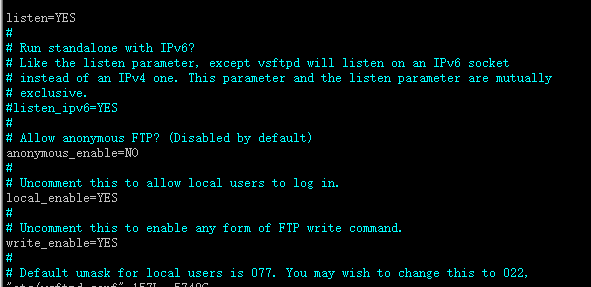 listen=YES
#
# Run standalone with IPv6?
# Like the listen parameter, except vsftpd will listen on an IPv6 socket
# instead of an IPv4 one. This parameter and the listen parameter are mutually
# exclusive.
#listen_ipv6=YES
#
# Allow anonymous FTP? (Disabled by default)
anonymous_enable=NO
#
# Uncomment this to allow local users to log in.
local_enable=YES
#
# Uncomment this to enable any form of FTP write command.
write_enable=YES
#
# Default umask for local users is 077. You may wish to change this to 022,